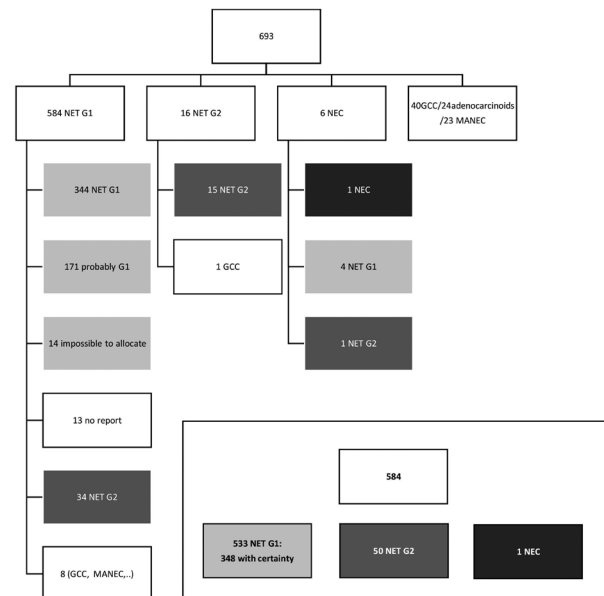 693
584 NET G1
16 NET G2
6 NEC
40GCC/24adenocarcinoids
/23 MANEC
344 NET G1
15 NET G2
1 NEC
171 probably G1
1 GCC
4 NET G1
14 impossible to allocate
1 NET G2
13 no report
34 NET G2
8 (GCC, MANEC,..)
584
533 NET G1:
348 with certainty
50 NET G2
1 NEC